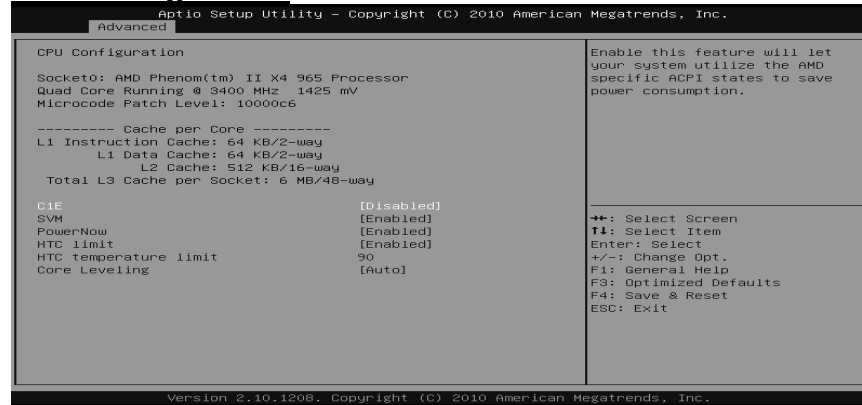 Aptio Setup Utility – Copyright (C) 2010 American Megatrends, Inc.
Advanced
CPU Configuration
Socket0: AMD Phenom(tm) II X4 965 Processor
Quad Core Running @ 3400 MHz 1425 mV
Microcode Patch Level: 10000c6
--------- Cache per Core ---------
L1 Instruction Cache: 64 KB/2-way
L1 Data Cache: 64 KB/2-way
L2 Cache: 512 KB/16-way
Total L3 Cache per Socket: 6 MB/48-way
C1E [Disabled]
SVM [Enabled]
PowerNow [Enabled]
HTC limit [Enabled]
HTC temperature limit 90
Core Leveling [Auto]
Enable this feature will let
your system utilize the AMD
specific ACPI states to save
power consumption.
→←: Select Screen
↑↓: Select Item
Enter: Select
+/-: Change Opt.
F1: General Help
F3: Optimized Defaults
F4: Save & Reset
ESC: Exit
Version 2.10.1208. Copyright (C) 2010 American Megatrends, Inc.